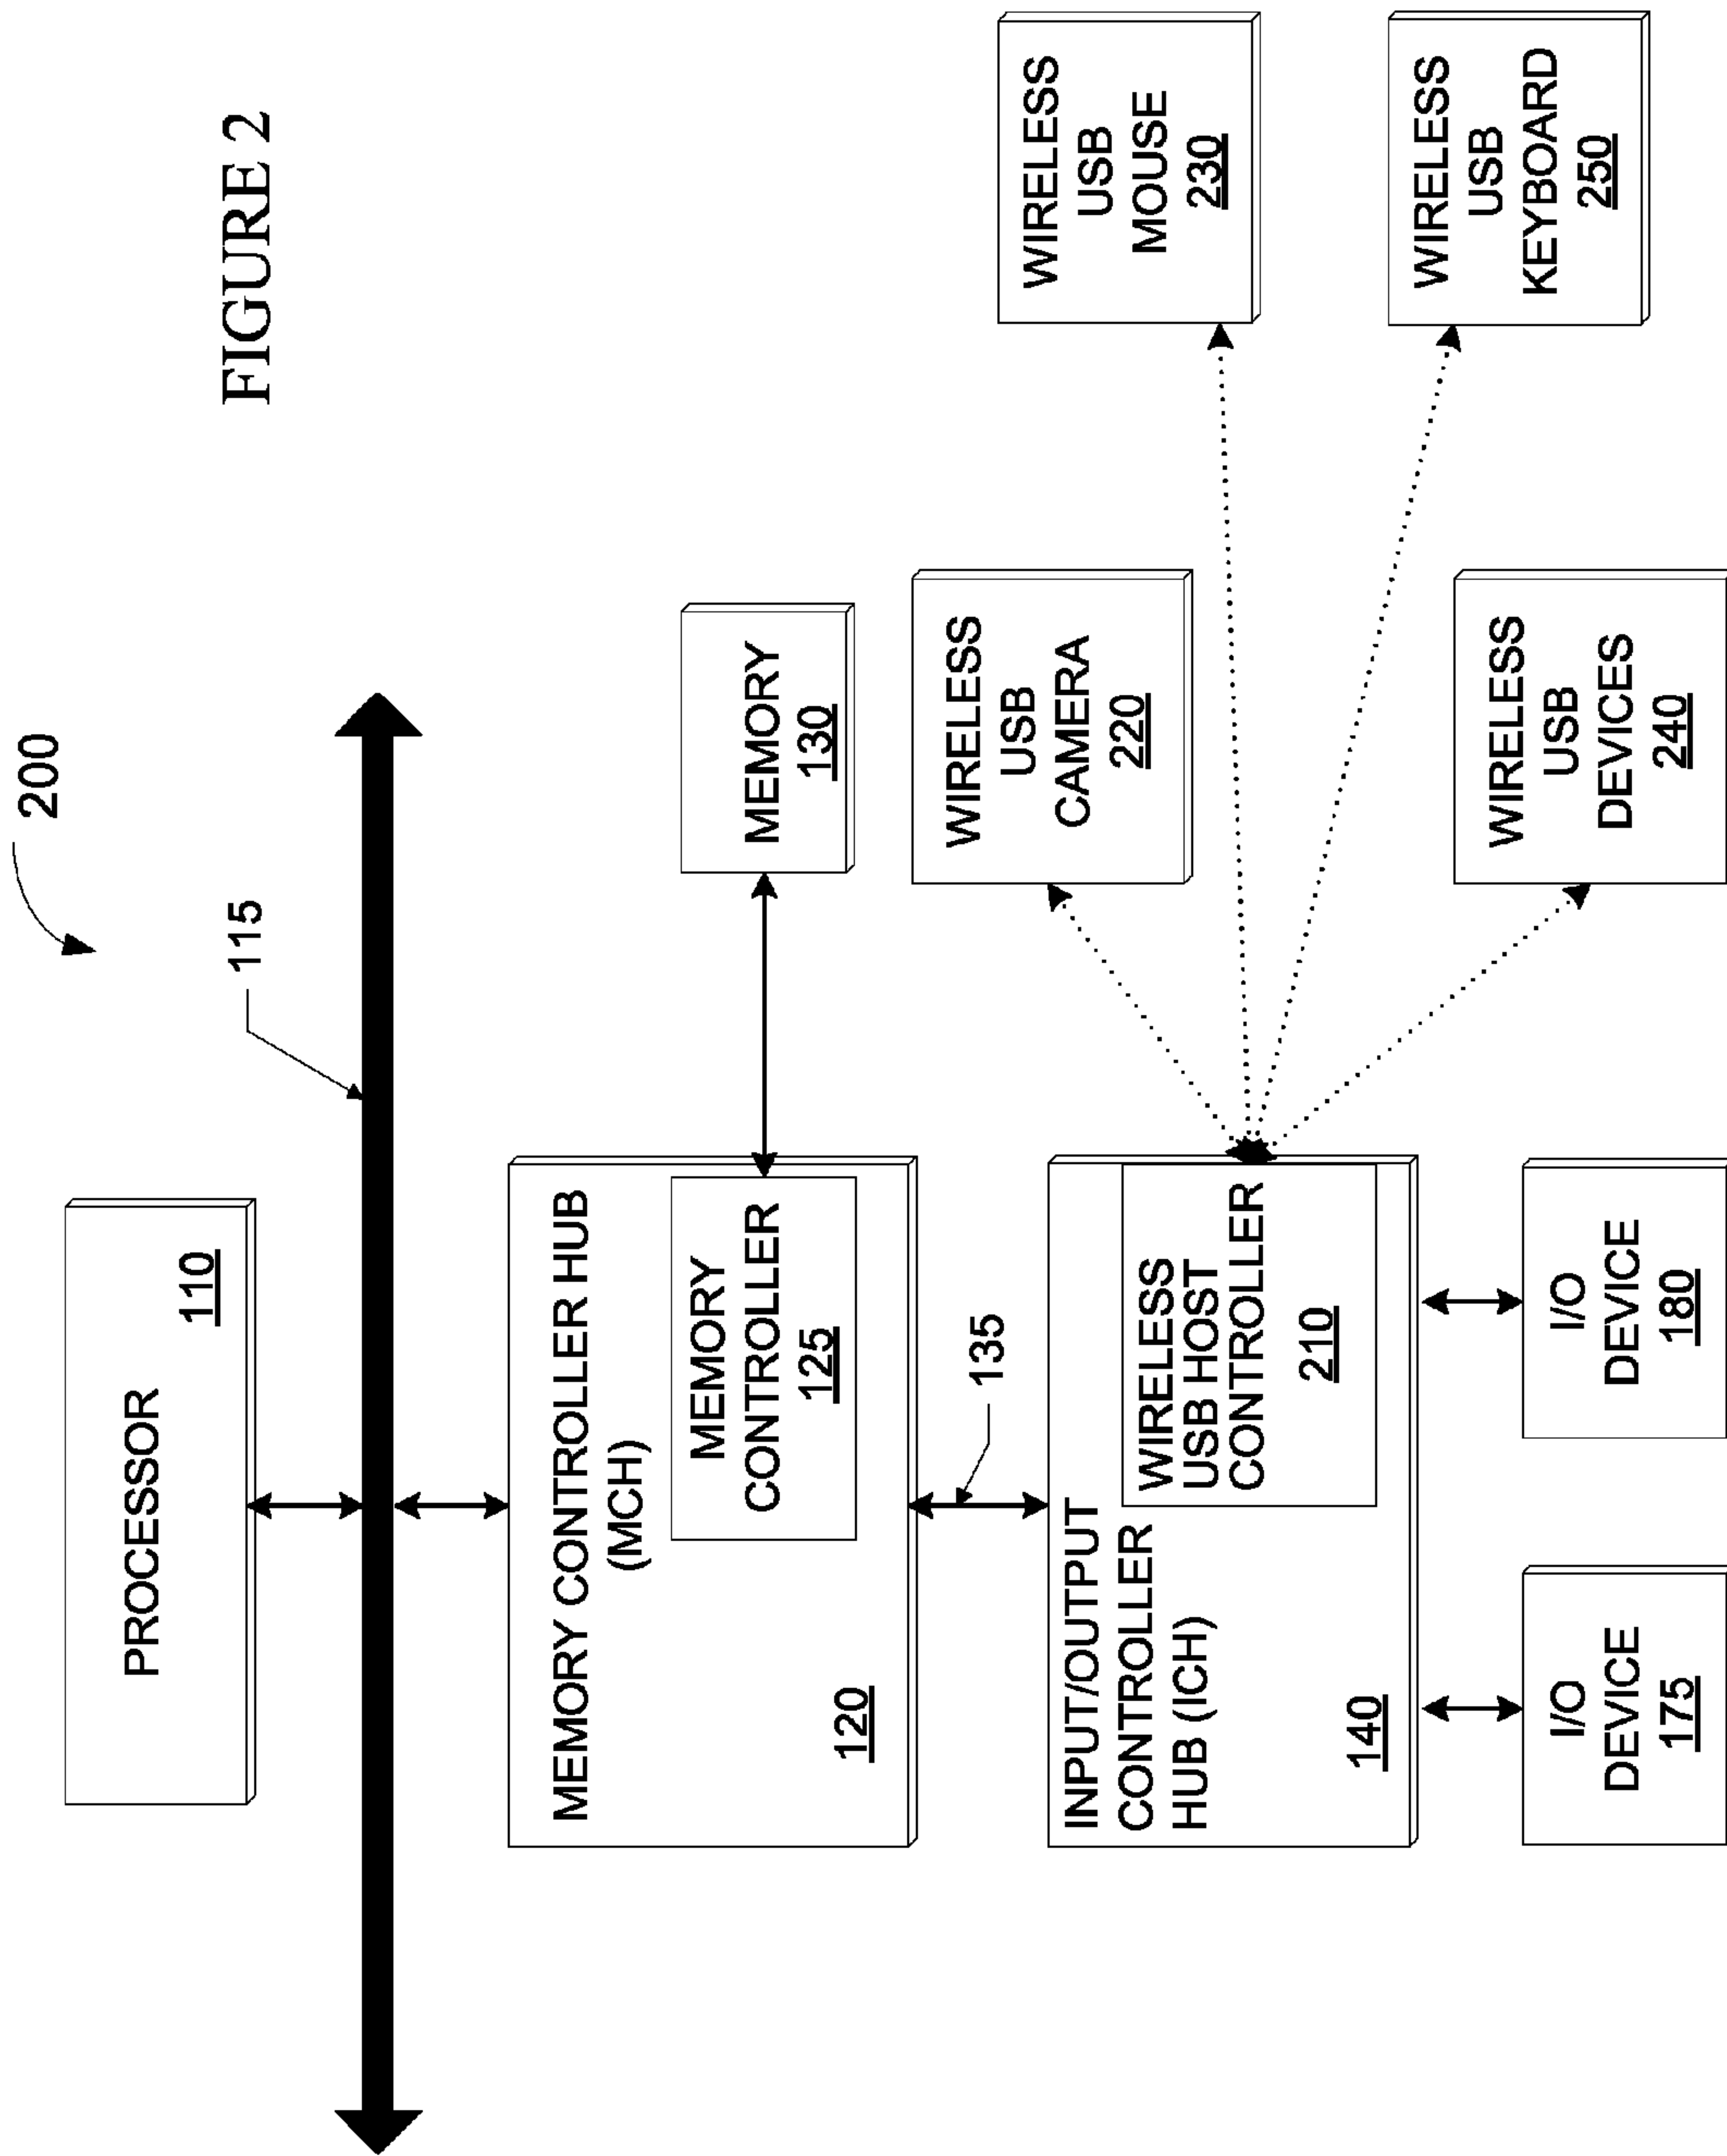 200
FIGURE 2
PROCESSOR
110
115
MEMORY CONTROLLER HUB
(MCH)
MEMORY
CONTROLLER
125
120
MEMORY
130
135
INPUT/OUTPUT
CONTROLLER
HUB (ICH)
140
WIRELESS
USB HOST
CONTROLLER
210
WIRELESS
USB
CAMERA
220
WIRELESS
USB
MOUSE
230
WIRELESS
USB
KEYBOARD
250
WIRELESS
USB
DEVICES
240
I/O
DEVICE
175
I/O
DEVICE
180